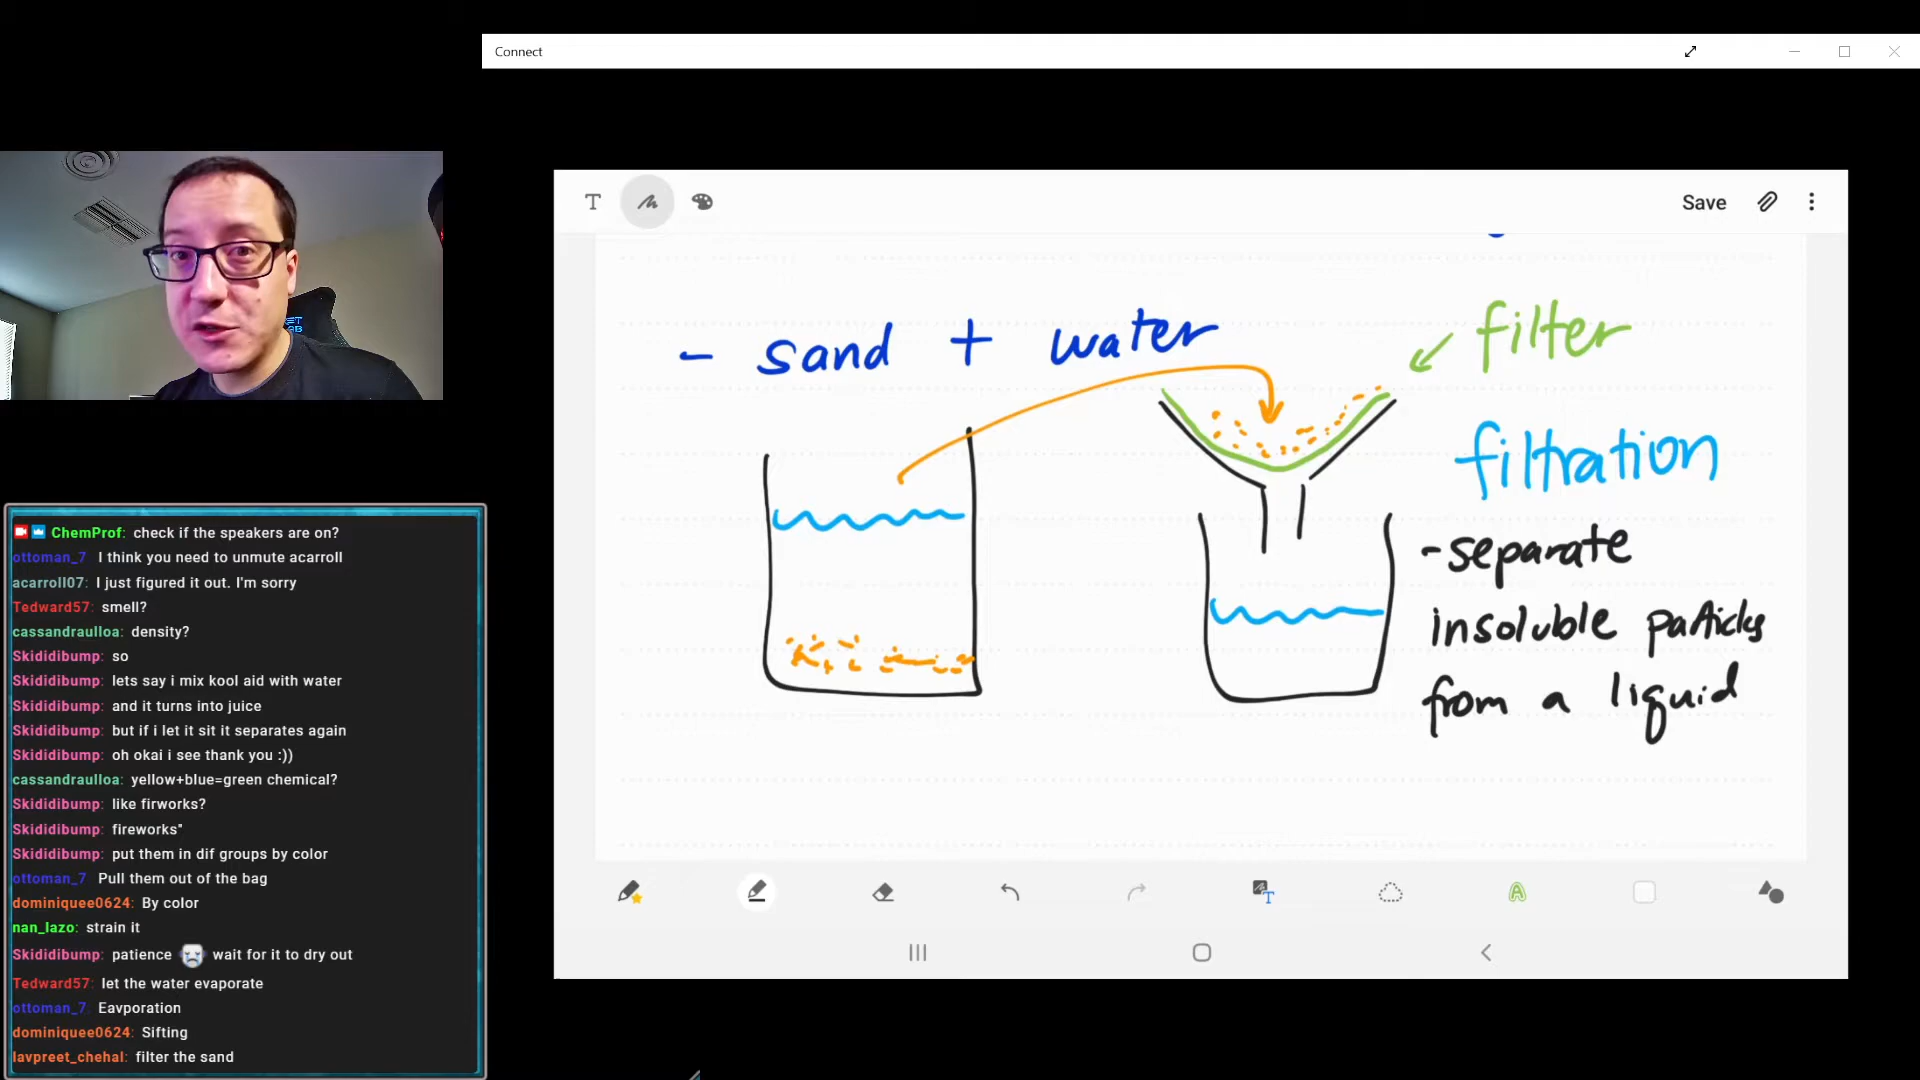 Connect
Save
- sand + water
filter
filtration
- separate
insoluble particles
from a liquid
ChemProf: check if the speakers are on?
ottoman_7 I think you need to unmute acarroll
acarroll07: I just figured it out. I'm sorry
Tedward57: smell?
cassandraulloa: density?
Skididibump: so
Skididibump: lets say i mix kool aid with water
Skididibump: and it turns into juice
Skididibump: but if i let it sit it separates again
Skididibump: oh okai i see thank you :))
cassandraulloa: yellow+blue=green chemical?
Skididibump: like firworks?
Skididibump: fireworks"
Skididibump: put them in dif groups by color
ottoman_7 Pull them out of the bag
dominiquee0624: By color
nan_lazo: strain it
Skididibump: patience wait for it to dry out
Tedward57: let the water evaporate
ottoman_7 Eavporation
dominiquee0624: Sifting
lavpreet_chehal: filter the sand